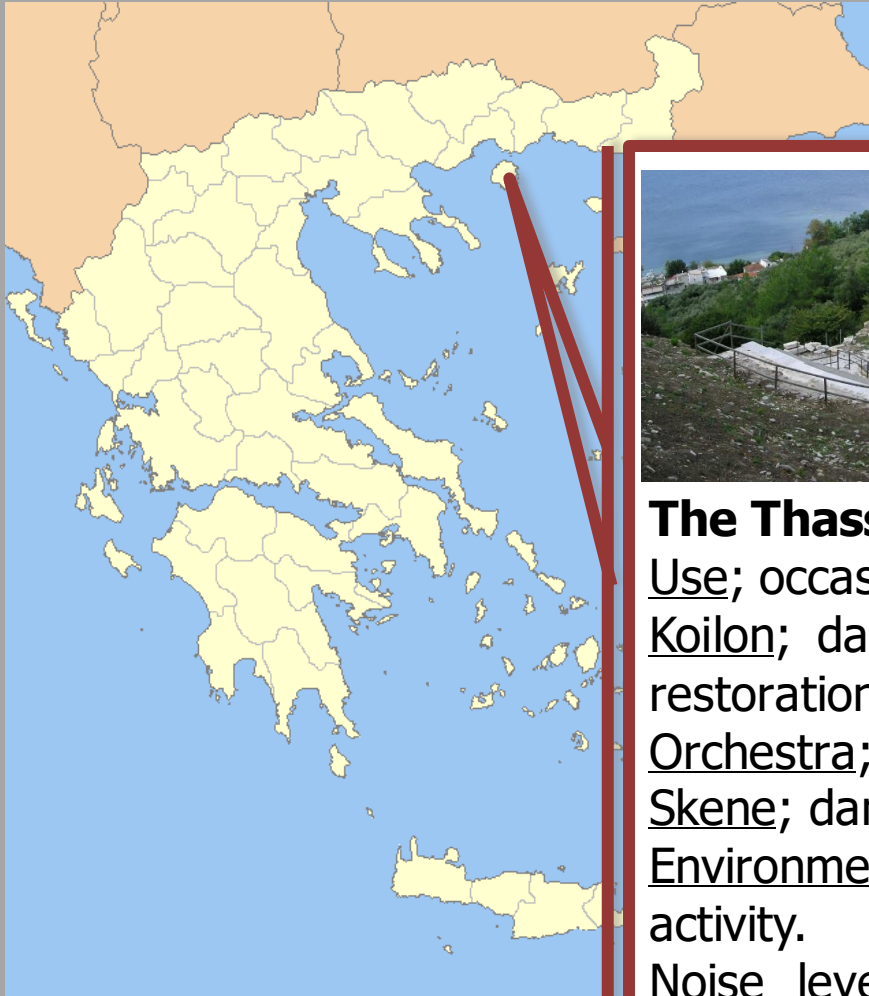 The Thass
Use; occas
Koilon; da
restoration
Orchestra;
Skene; dar
Environme
activity.
Noise leve